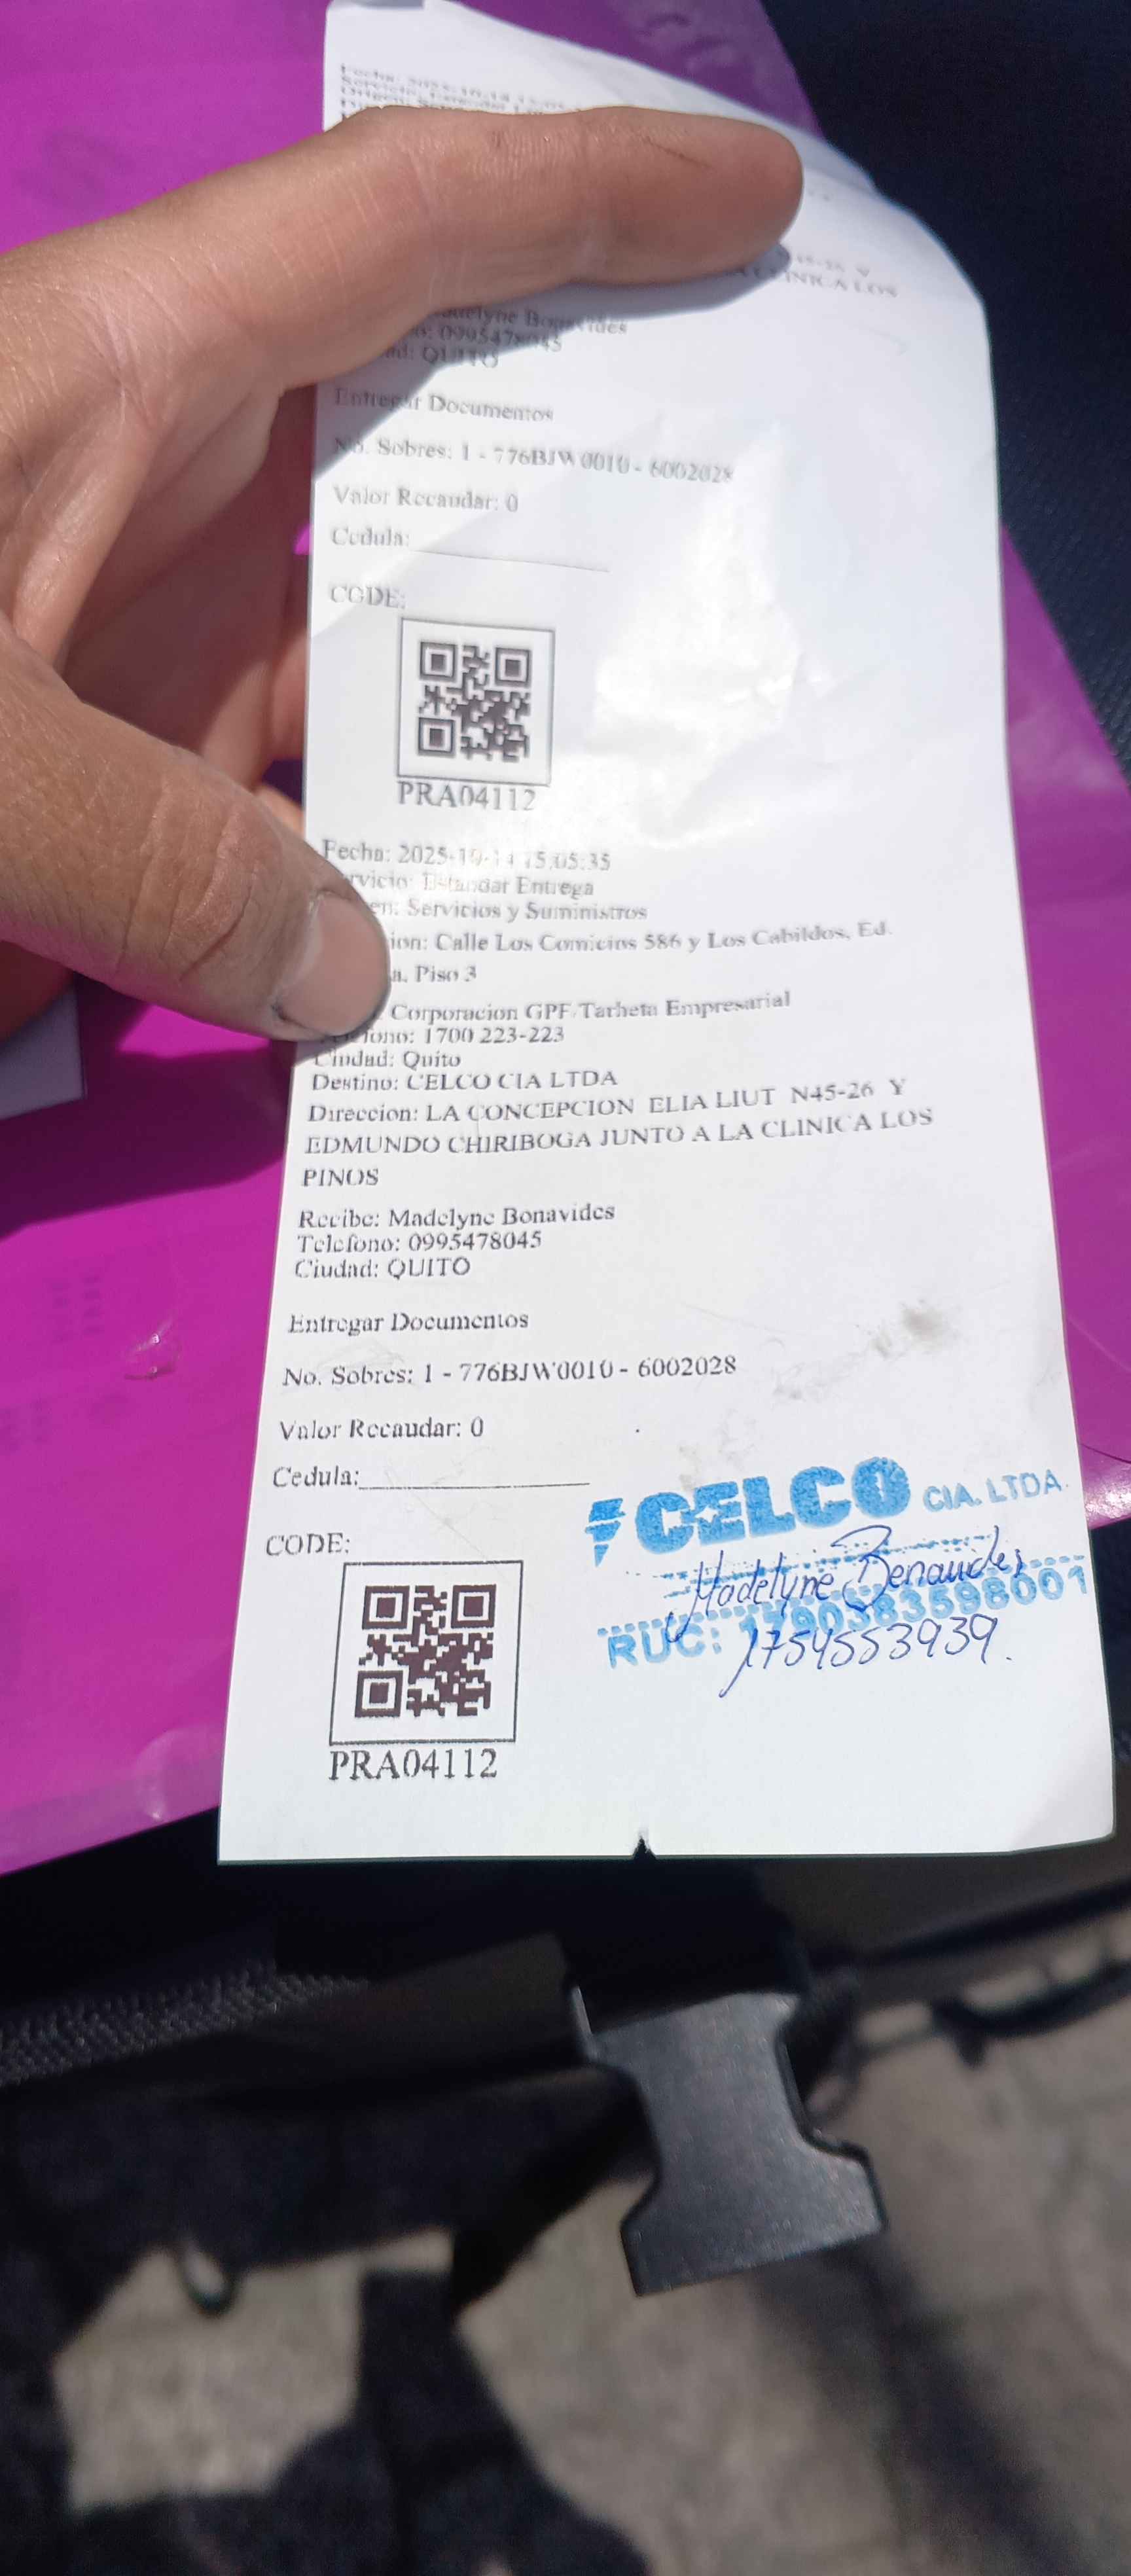 Entregar Documentos
No. Sobres: 1 - 776BJW0010 - 6002028
Valor Recaudar: 0
Cedula:
CODE:
PRA04112
Fecha: 2025-10-14 15:05:35
Estandar Entrega
Servicios y Suministros
Calle Los Comicios 586 y Los Cabildos, Ed.
Piso 3
Corporacion GPF Tarheta Empresarial
1700 223-223
Ciudad: Quito
Destino: CELCO CIA LTDA
Direccion: LA CONCEPCION ELIA LIUT N45-26 Y
EDMUNDO CHIRIBOGA JUNTO A LA CLINICA LOS
PINOS
Recibe: Madelyne Bonavides
Telefono: 0995478045
Ciudad: QUITO
Entregar Documentos
No. Sobres: 1 - 776BJW0010 - 6002028
Valor Recaudar: 0
Cedula:
CODE:
PRA04112
CELCO CIA. LTDA.
Madelyne Benavides
RUC: 1790383598001
1754553939.